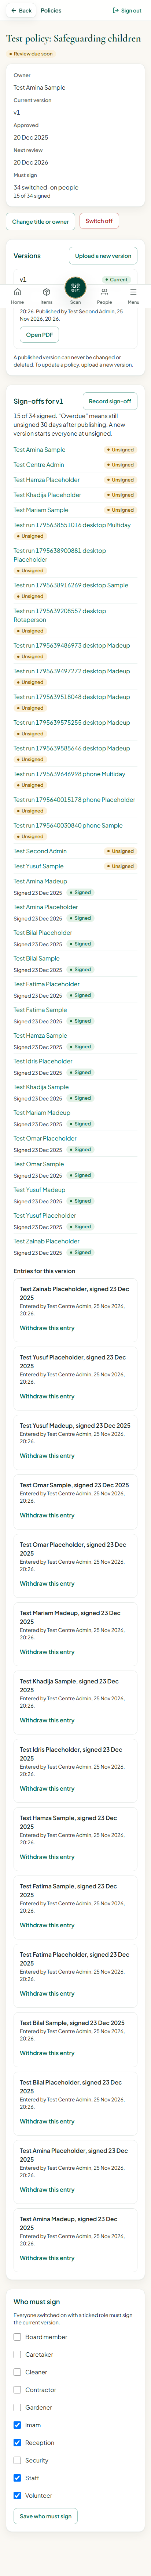 Back
Policies
Sign out
Test policy: Safeguarding children
Review due soon
Owner
Test Amina Sample
Current version
v1
Approved
20 Dec 2025
Next review
20 Dec 2026
Must sign
34 switched-on people
15 of 34 signed
Change title or owner
Switch off
Versions
Upload a new version
v1
Current
Home
Items
Scan
People
Menu
20:26. Published by Test Second Admin, 25
Nov 2026, 20:26.
Open PDF
A published version can never be changed or
deleted. To update a policy, upload a new version.
Sign-offs for v1
Record sign-off
15 of 34 signed. “Overdue” means still
unsigned 30 days after publishing. A new
version starts everyone at unsigned.
Test Amina Sample
Unsigned
Test Centre Admin
Unsigned
Test Hamza Placeholder
Unsigned
Test Khadija Placeholder
Unsigned
Test Mariam Sample
Unsigned
Test run 1795638551016 desktop Multiday
Unsigned
Test run 1795638900881 desktop
Placeholder
Unsigned
Test run 1795638916269 desktop Sample
Unsigned
Test run 1795639208557 desktop
Rotaperson
Unsigned
Test run 1795639486973 desktop Madeup
Unsigned
Test run 1795639497272 desktop Madeup
Unsigned
Test run 1795639518048 desktop Madeup
Unsigned
Test run 1795639575255 desktop Madeup
Unsigned
Test run 1795639585646 desktop Madeup
Unsigned
Test run 1795639646998 phone Multiday
Unsigned
Test run 1795640015178 phone Placeholder
Unsigned
Test run 1795640030840 phone Sample
Unsigned
Test Second Admin
Unsigned
Test Yusuf Sample
Unsigned
Test Amina Madeup
Signed 23 Dec 2025
Signed
Test Amina Placeholder
Signed 23 Dec 2025
Signed
Test Bilal Placeholder
Signed 23 Dec 2025
Signed
Test Bilal Sample
Signed 23 Dec 2025
Signed
Test Fatima Placeholder
Signed 23 Dec 2025
Signed
Test Fatima Sample
Signed 23 Dec 2025
Signed
Test Hamza Sample
Signed 23 Dec 2025
Signed
Test Idris Placeholder
Signed 23 Dec 2025
Signed
Test Khadija Sample
Signed 23 Dec 2025
Signed
Test Mariam Madeup
Signed 23 Dec 2025
Signed
Test Omar Placeholder
Signed 23 Dec 2025
Signed
Test Omar Sample
Signed 23 Dec 2025
Signed
Test Yusuf Madeup
Signed 23 Dec 2025
Signed
Test Yusuf Placeholder
Signed 23 Dec 2025
Signed
Test Zainab Placeholder
Signed 23 Dec 2025
Signed
Entries for this version
Test Zainab Placeholder, signed 23 Dec
2025
Entered by Test Centre Admin, 25 Nov 2026,
20:26.
Withdraw this entry
Test Yusuf Placeholder, signed 23 Dec
2025
Entered by Test Centre Admin, 25 Nov 2026,
20:26.
Withdraw this entry
Test Yusuf Madeup, signed 23 Dec 2025
Entered by Test Centre Admin, 25 Nov 2026,
20:26.
Withdraw this entry
Test Omar Sample, signed 23 Dec 2025
Entered by Test Centre Admin, 25 Nov 2026,
20:26.
Withdraw this entry
Test Omar Placeholder, signed 23 Dec
2025
Entered by Test Centre Admin, 25 Nov 2026,
20:26.
Withdraw this entry
Test Mariam Madeup, signed 23 Dec
2025
Entered by Test Centre Admin, 25 Nov 2026,
20:26.
Withdraw this entry
Test Khadija Sample, signed 23 Dec
2025
Entered by Test Centre Admin, 25 Nov 2026,
20:26.
Withdraw this entry
Test Idris Placeholder, signed 23 Dec
2025
Entered by Test Centre Admin, 25 Nov 2026,
20:26.
Withdraw this entry
Test Hamza Sample, signed 23 Dec
2025
Entered by Test Centre Admin, 25 Nov 2026,
20:26.
Withdraw this entry
Test Fatima Sample, signed 23 Dec
2025
Entered by Test Centre Admin, 25 Nov 2026,
20:26.
Withdraw this entry
Test Fatima Placeholder, signed 23 Dec
2025
Entered by Test Centre Admin, 25 Nov 2026,
20:26.
Withdraw this entry
Test Bilal Sample, signed 23 Dec 2025
Entered by Test Centre Admin, 25 Nov 2026,
20:26.
Withdraw this entry
Test Bilal Placeholder, signed 23 Dec
2025
Entered by Test Centre Admin, 25 Nov 2026,
20:26.
Withdraw this entry
Test Amina Placeholder, signed 23 Dec
2025
Entered by Test Centre Admin, 25 Nov 2026,
20:26.
Withdraw this entry
Test Amina Madeup, signed 23 Dec
2025
Entered by Test Centre Admin, 25 Nov 2026,
20:26.
Withdraw this entry
Who must sign
Everyone switched on with a ticked role must sign
the current version.
Board member
Caretaker
Cleaner
Contractor
Gardener
Imam
Reception
Security
Staff
Volunteer
Save who must sign